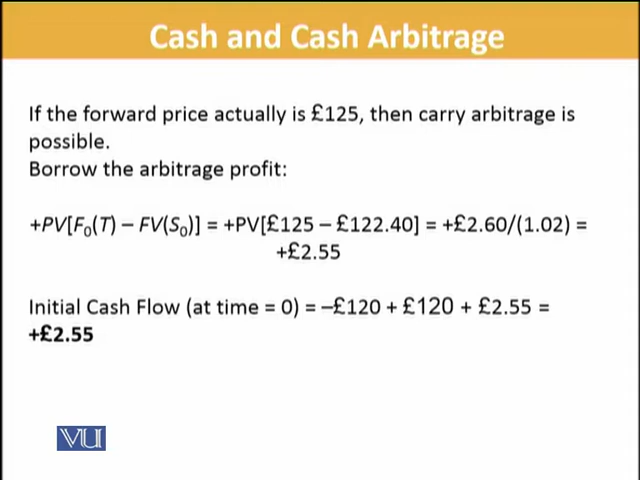 Cash and Cash Arbitrage
If the forward price actually is £125, then carry arbitrage is
possible.
Borrow the arbitrage profit:
+PV[F₀(T) – FV(S₀)] = +PV[£125 – £122.40] = +£2.60/(1.02) =
+£2.55
Initial Cash Flow (at time = 0) = –£120 + £120 + £2.55 =
+£2.55
VU